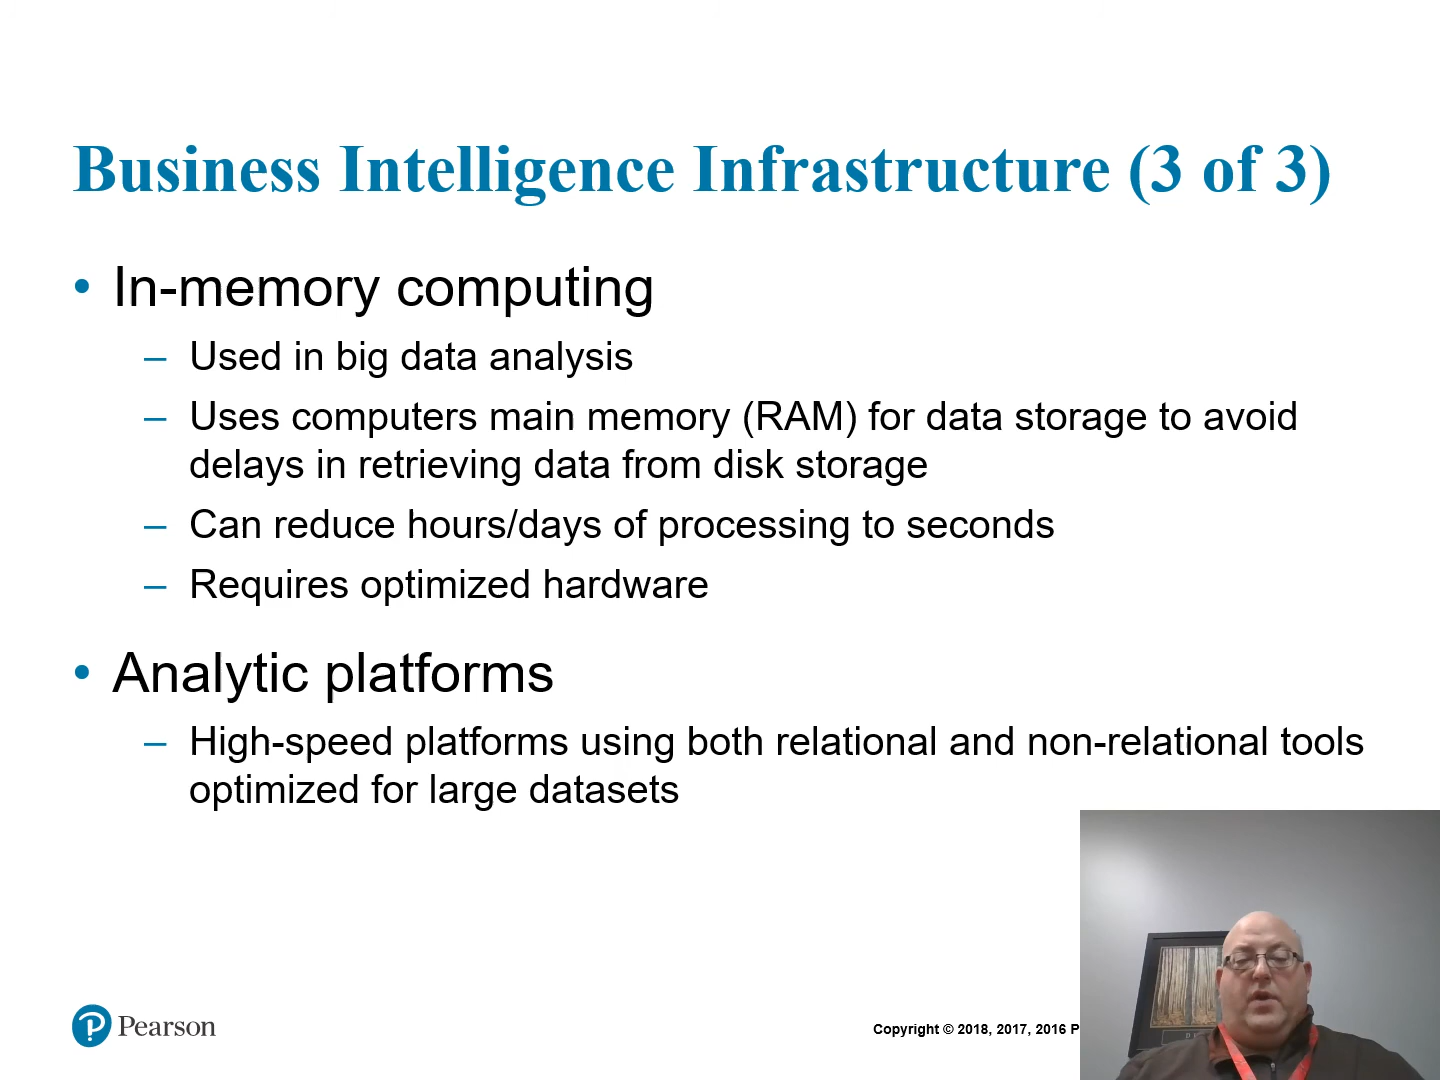 Business Intelligence Infrastructure (3 of 3)
• In-memory computing
– Used in big data analysis
– Uses computers main memory (RAM) for data storage to avoid
delays in retrieving data from disk storage
– Can reduce hours/days of processing to seconds
– Requires optimized hardware
• Analytic platforms
– High-speed platforms using both relational and non-relational tools
optimized for large datasets
Pearson
Copyright © 2018, 2017, 2016 P